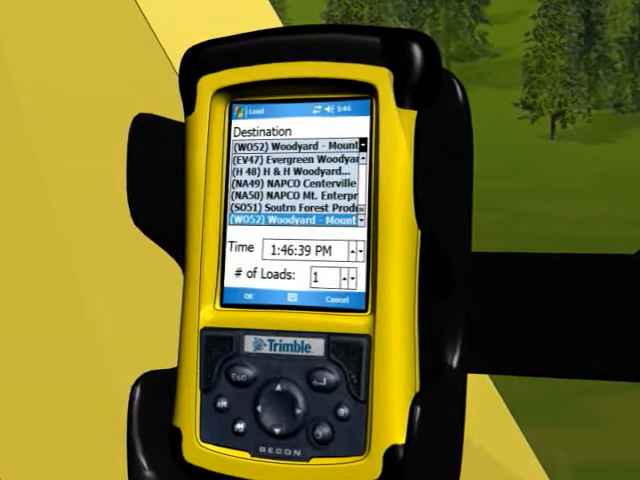 Load 1:46
Destination
(WO52) Woodyard - Mount
(EV47) Evergreen Woodyar
(H 48) H & H Woodyard...
(NA49) NAPCO Centerville
(NA50) NAPCO Mt. Enterpr
(SO51) Soutrn Forest Prod
(WO52) Woodyard - Mount
Time 1:46:39 PM
# of Loads: 1
OK Cancel
Trimble
Esc
RECON